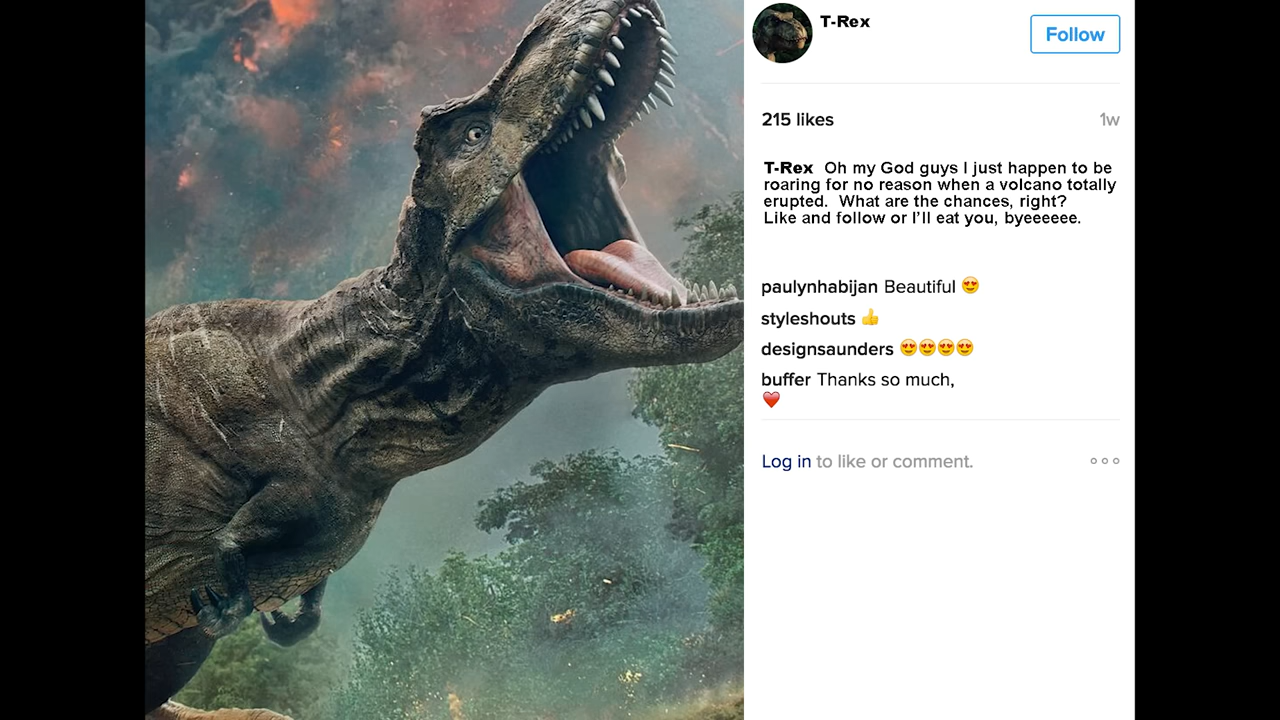 T-Rex
Follow
215 likes
1w
T-Rex Oh my God guys I just happen to be
roaring for no reason when a volcano totally
erupted. What are the chances, right?
Like and follow or I'll eat you, byeeeeee.
paulynhabijan Beautiful 😍
styleshouts 👍
designsaunders 😍😍😍😍
buffer Thanks so much,
❤️
Log in to like or comment.